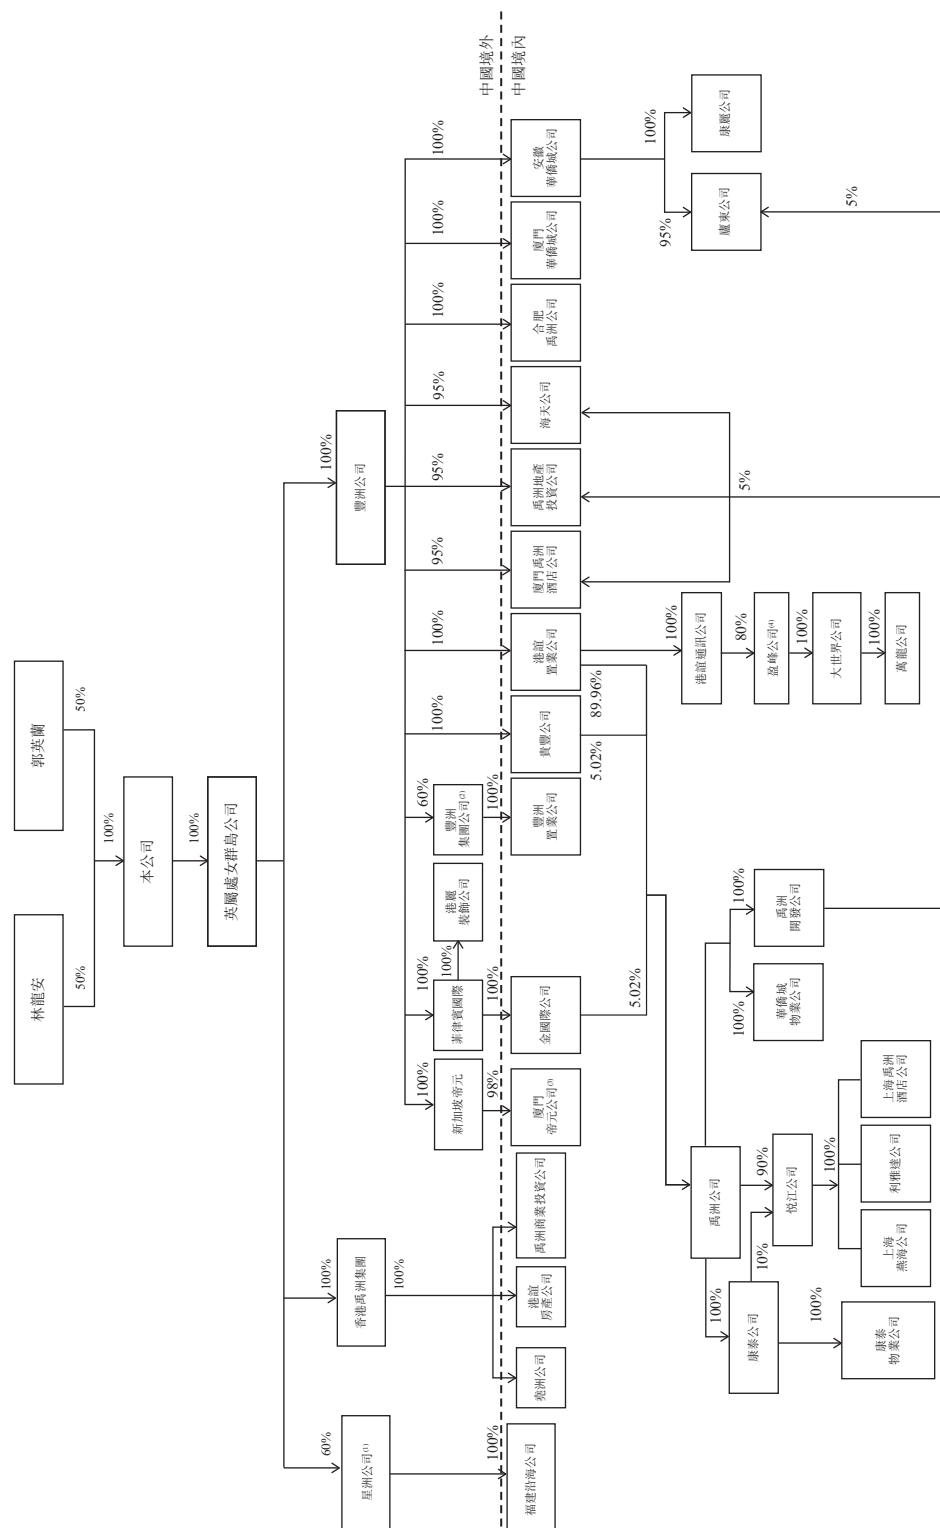 林龍安
郭英蘭
50%
50%
100%
本公司
100%
英屬處女群島公司
60%
100%
100%
星洲公司(1)
香港禹洲集團
豐洲公司
100%
100%
100%
100%
60%
100%
100%
95%
95%
95%
100%
100%
100%
新加坡帝元
菲律賓國際
100%
港麗
裝飾公司
豐洲
集團公司(2)
98%
100%
100%
中國境外
中國境內
福建沿海公司
堯洲公司
港誼
房產公司
禹洲商業投資公司
廈門
帝元公司(3)
金國際公司
豐洲
置業公司
貴豐公司
港誼
置業公司
廈門禹洲
酒店公司
禹洲地產
投資公司
海天公司
合肥
禹洲公司
廈門
華僑城公司
安徽
華僑城公司
5.02%
5.02%
89.96%
100%
港誼通訊公司
80%
盈峰公司(4)
100%
大世界公司
100%
萬龍公司
5%
95%
100%
廬東公司
康麗公司
5%
禹洲公司
100%
90%
100%
100%
康泰公司
10%
悅江公司
華僑城
物業公司
禹洲
開發公司
100%
100%
康泰
物業公司
上海
燕海公司
利雅達公司
上海禹洲
酒店公司